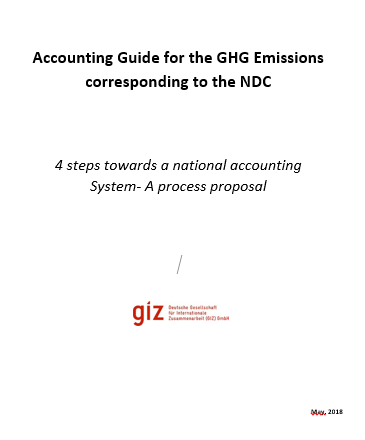 Accounting Guide for the GHG Emissions
corresponding to the NDC
4 steps towards a national accounting
System- A process proposal
/
giz
Deutsche Gesellschaft
für Internationale
Zusammenarbeit (GIZ) GmbH
May, 2018